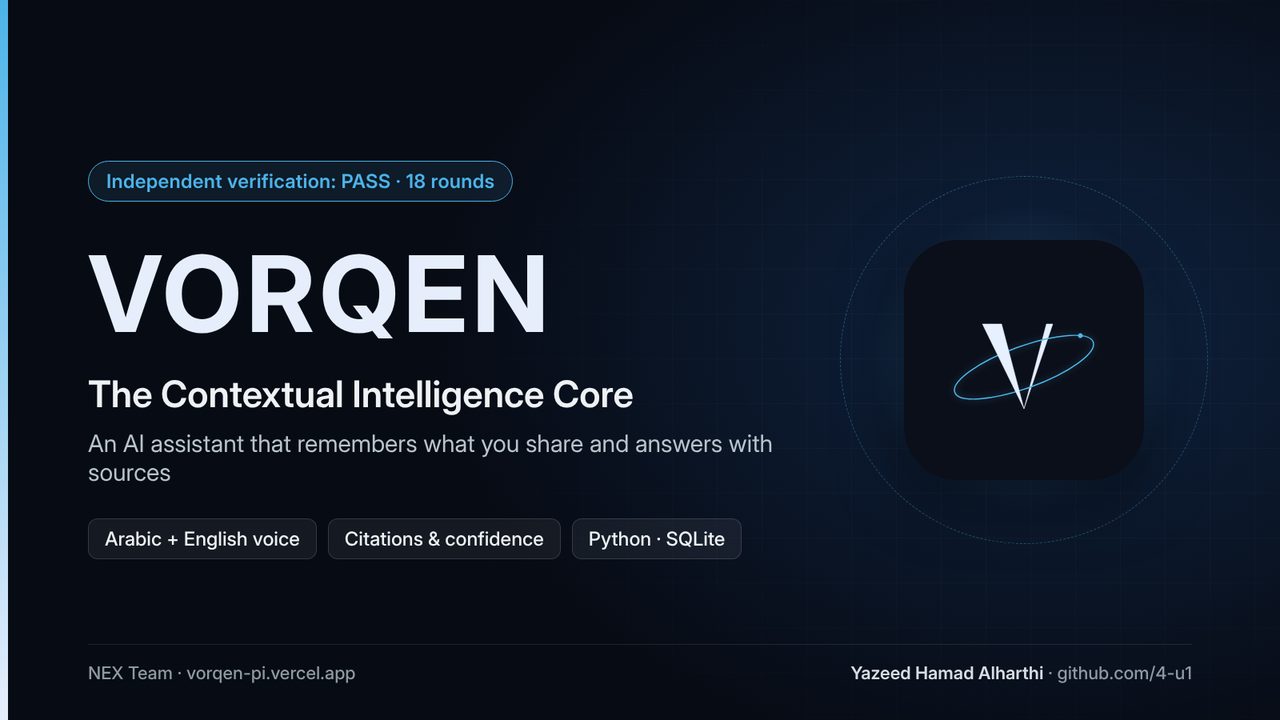 Independent verification: PASS · 18 rounds
VORQEN
The Contextual Intelligence Core
An AI assistant that remembers what you share and answers with
sources
Arabic + English voice
Citations & confidence
Python · SQLite
NEX Team · vorqen-pi.vercel.app
Yazeed Hamad Alharthi · github.com/4-u1